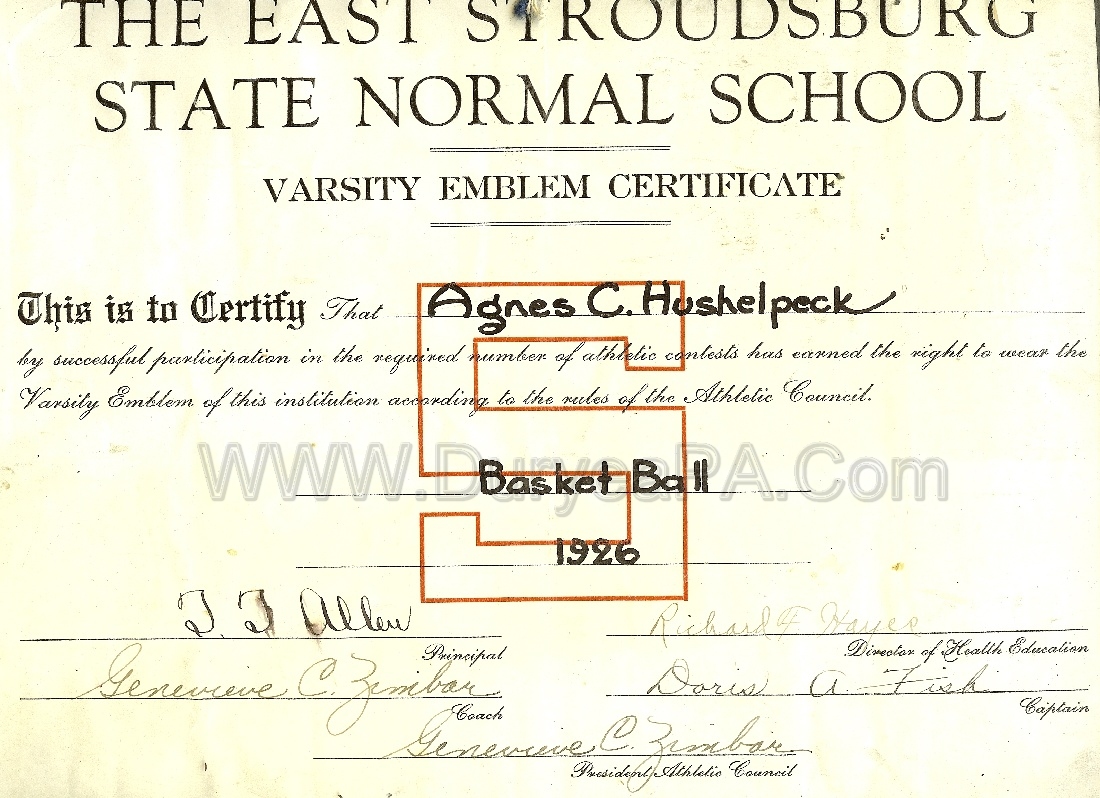 THE EAST STROUDSBURG
STATE NORMAL SCHOOL
VARSITY EMBLEM CERTIFICATE
This is to Certify That Agnes C. Hushelpeck
by successful participation in the required number of athletic contests has earned the right to wear the
Varsity Emblem of this institution according to the rules of the Athletic Council.
WWW.DuryeaPA.Com
Basket Ball
1926
T. T. Allen
Richard F Hayes
Principal
Director of Health Education
Genevieve C. Zimbar
Doris A Fish
Coach
Captain
Genevieve C. Zimbar
President Athletic Council